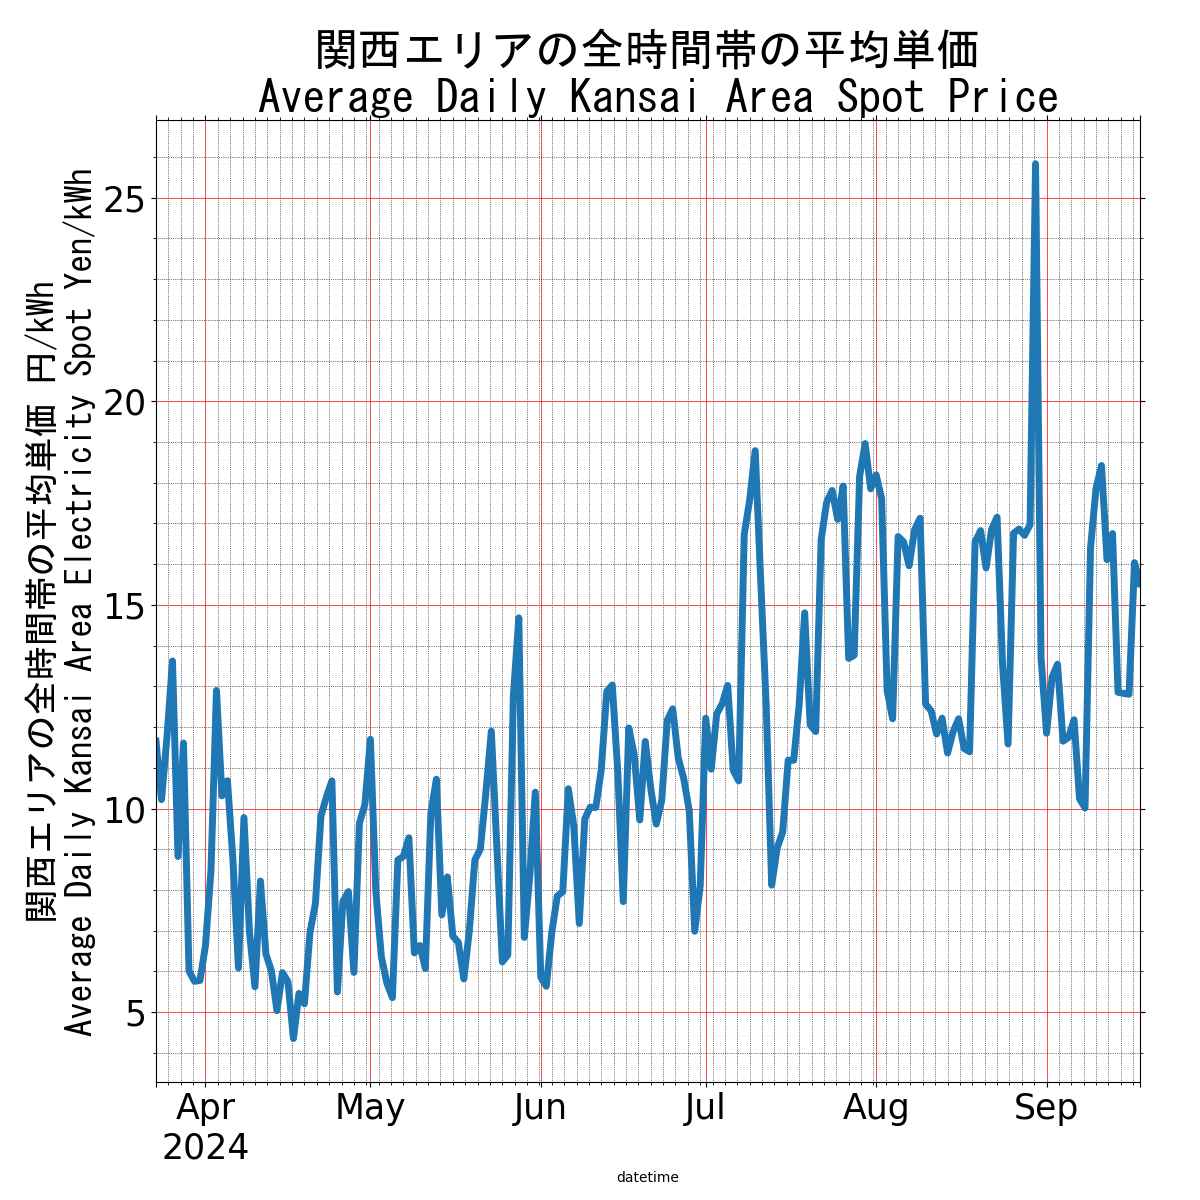 関西エリアの全時間帯の平均単価
Average Daily Kansai Area Spot Price
関西エリアの全時間帯の平均単価 円/kWh
Average Daily Kansai Area Electricity Spot Yen/kWh
25
20
15
10
5
Apr May Jun Jul Aug Sep
2024
datetime